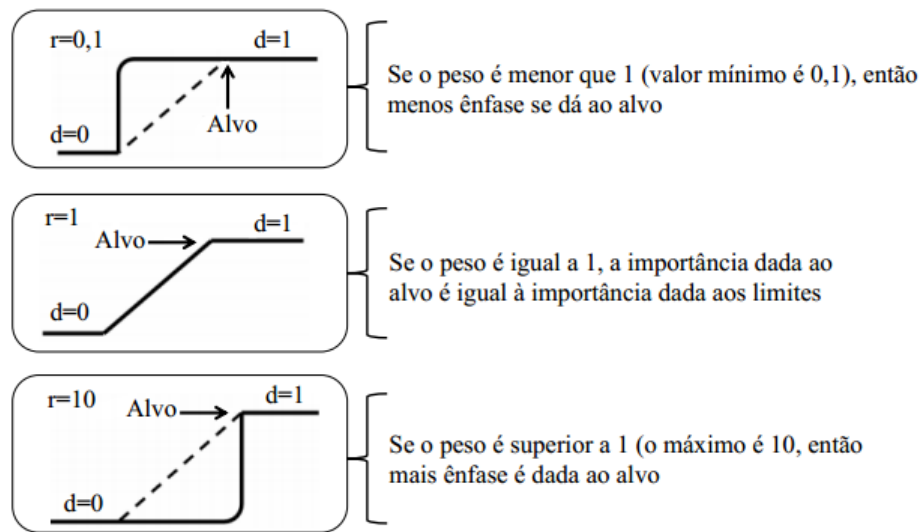 r=0,1
d=1
Alvo
d=0
Se o peso é menor que 1 (valor mínimo é 0,1), então
menos ênfase se dá ao alvo
r=1
Alvo
d=1
d=0
Se o peso é igual a 1, a importância dada ao
alvo é igual à importância dada aos limites
r=10
Alvo
d=1
d=0
Se o peso é superior a 1 (o máximo é 10, então
mais ênfase é dada ao alvo